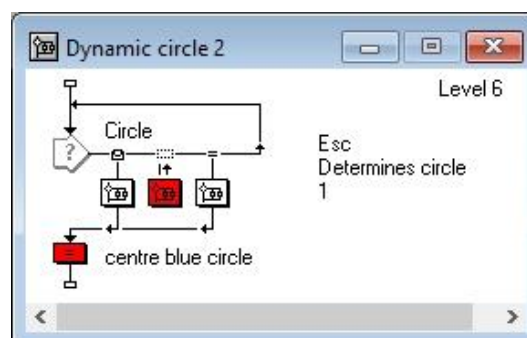 Dynamic circle 2
Level 6
Circle
Esc
Determines circle
1
centre blue circle